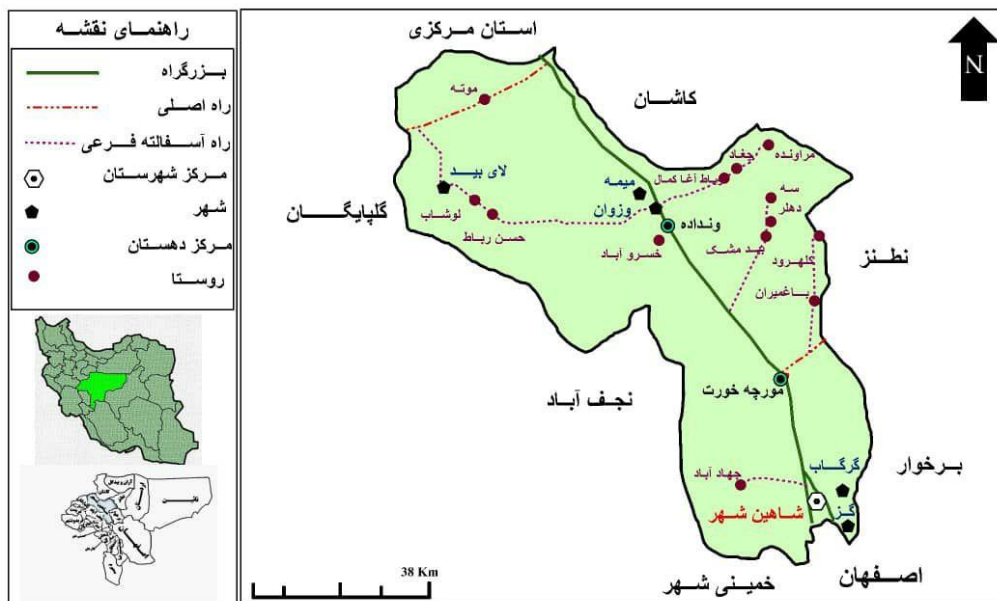 راهنمای نقشه
بزرگراه
راه اصلی
راه آسفالته فرعی
مرکز شهرستان
شهر
مرکز دهستان
روستا
استان مرکزی
کاشان
N
موته
مراونده
چغاد
رباط آغا کمال
لای بید
میمه
وزوان
سه
دهلر
گلپایگان
لوشاب
حسن رباط
ونداده
خسرو آباد
بید مشک
کلهرود
نطنز
باغمیران
نجف آباد
مورچه خورت
برخوار
گرگاب
جهاد آباد
شاهین شهر
گز
38 Km
خمینی شهر
اصفهان